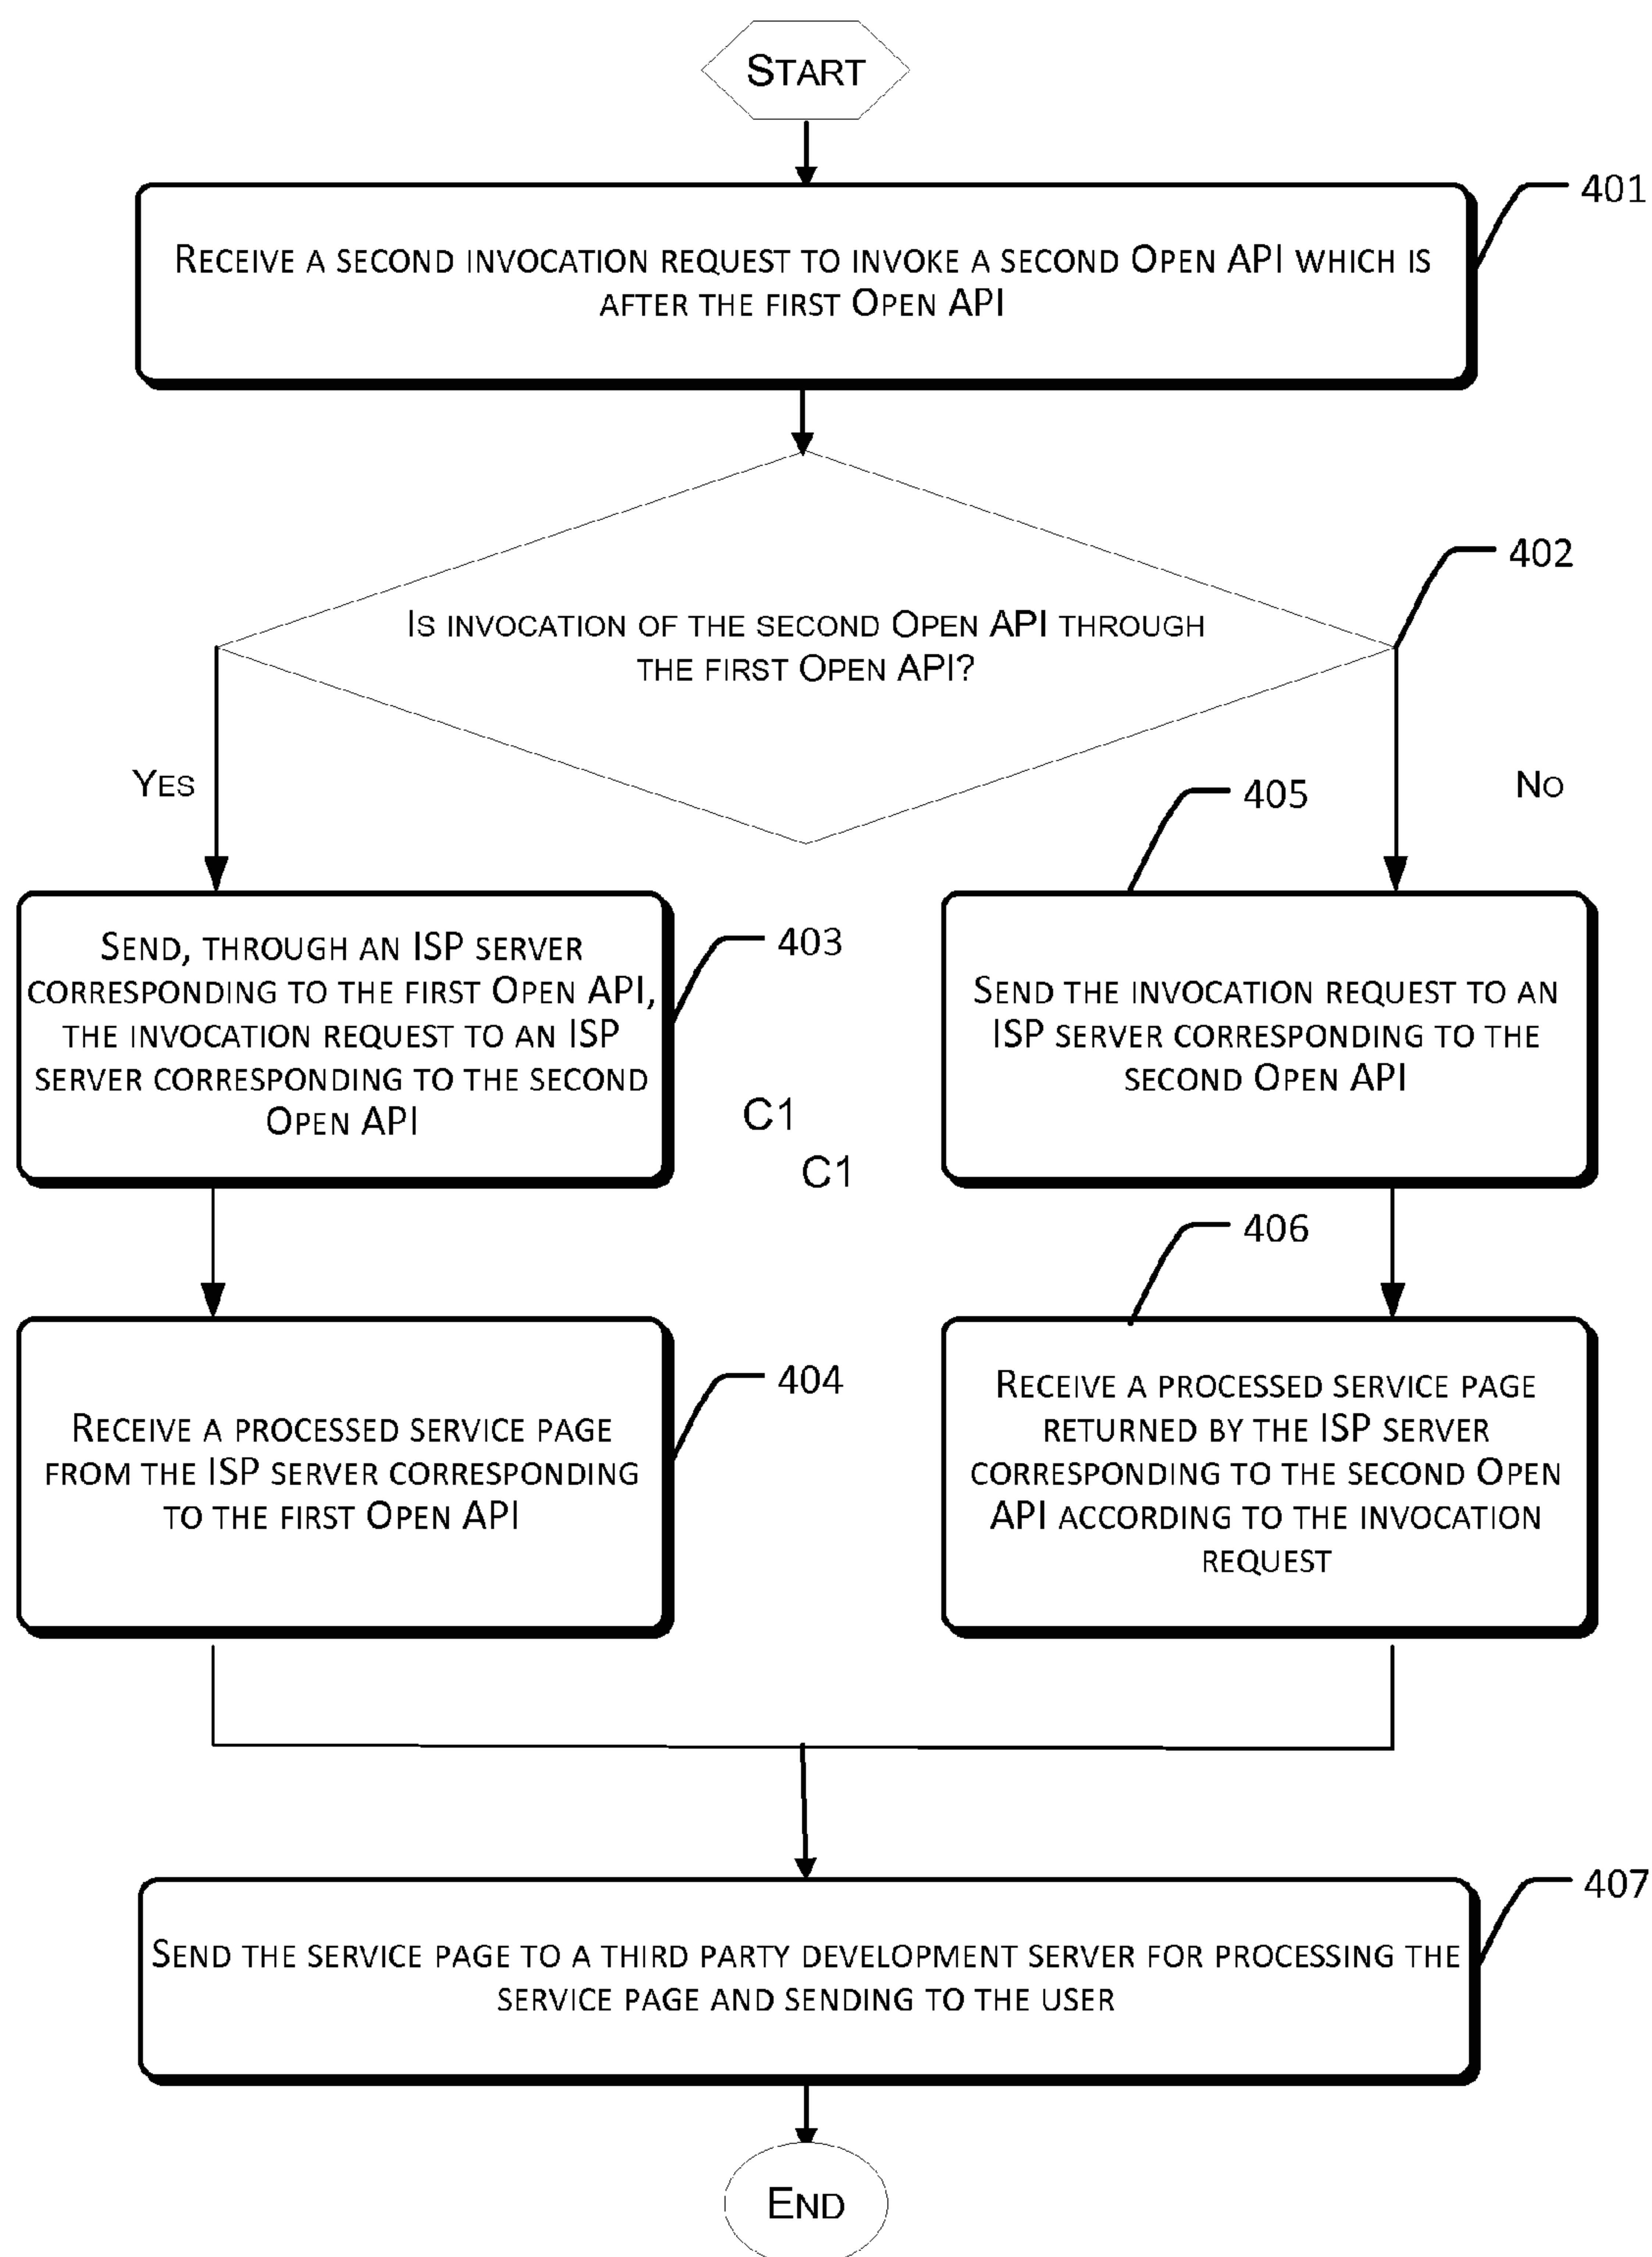 START
401
RECEIVE A SECOND INVOCATION REQUEST TO INVOKE A SECOND OPEN API WHICH IS
AFTER THE FIRST OPEN API
402
IS INVOCATION OF THE SECOND OPEN API THROUGH
THE FIRST OPEN API?
YES
NO
403
SEND, THROUGH AN ISP SERVER
CORRESPONDING TO THE FIRST OPEN API,
THE INVOCATION REQUEST TO AN ISP
SERVER CORRESPONDING TO THE SECOND
OPEN API
405
SEND THE INVOCATION REQUEST TO AN
ISP SERVER CORRESPONDING TO THE
SECOND OPEN API
C1
C1
404
RECEIVE A PROCESSED SERVICE PAGE
FROM THE ISP SERVER CORRESPONDING
TO THE FIRST OPEN API
406
RECEIVE A PROCESSED SERVICE PAGE
RETURNED BY THE ISP SERVER
CORRESPONDING TO THE SECOND OPEN
API ACCORDING TO THE INVOCATION
REQUEST
407
SEND THE SERVICE PAGE TO A THIRD PARTY DEVELOPMENT SERVER FOR PROCESSING THE
SERVICE PAGE AND SENDING TO THE USER
END